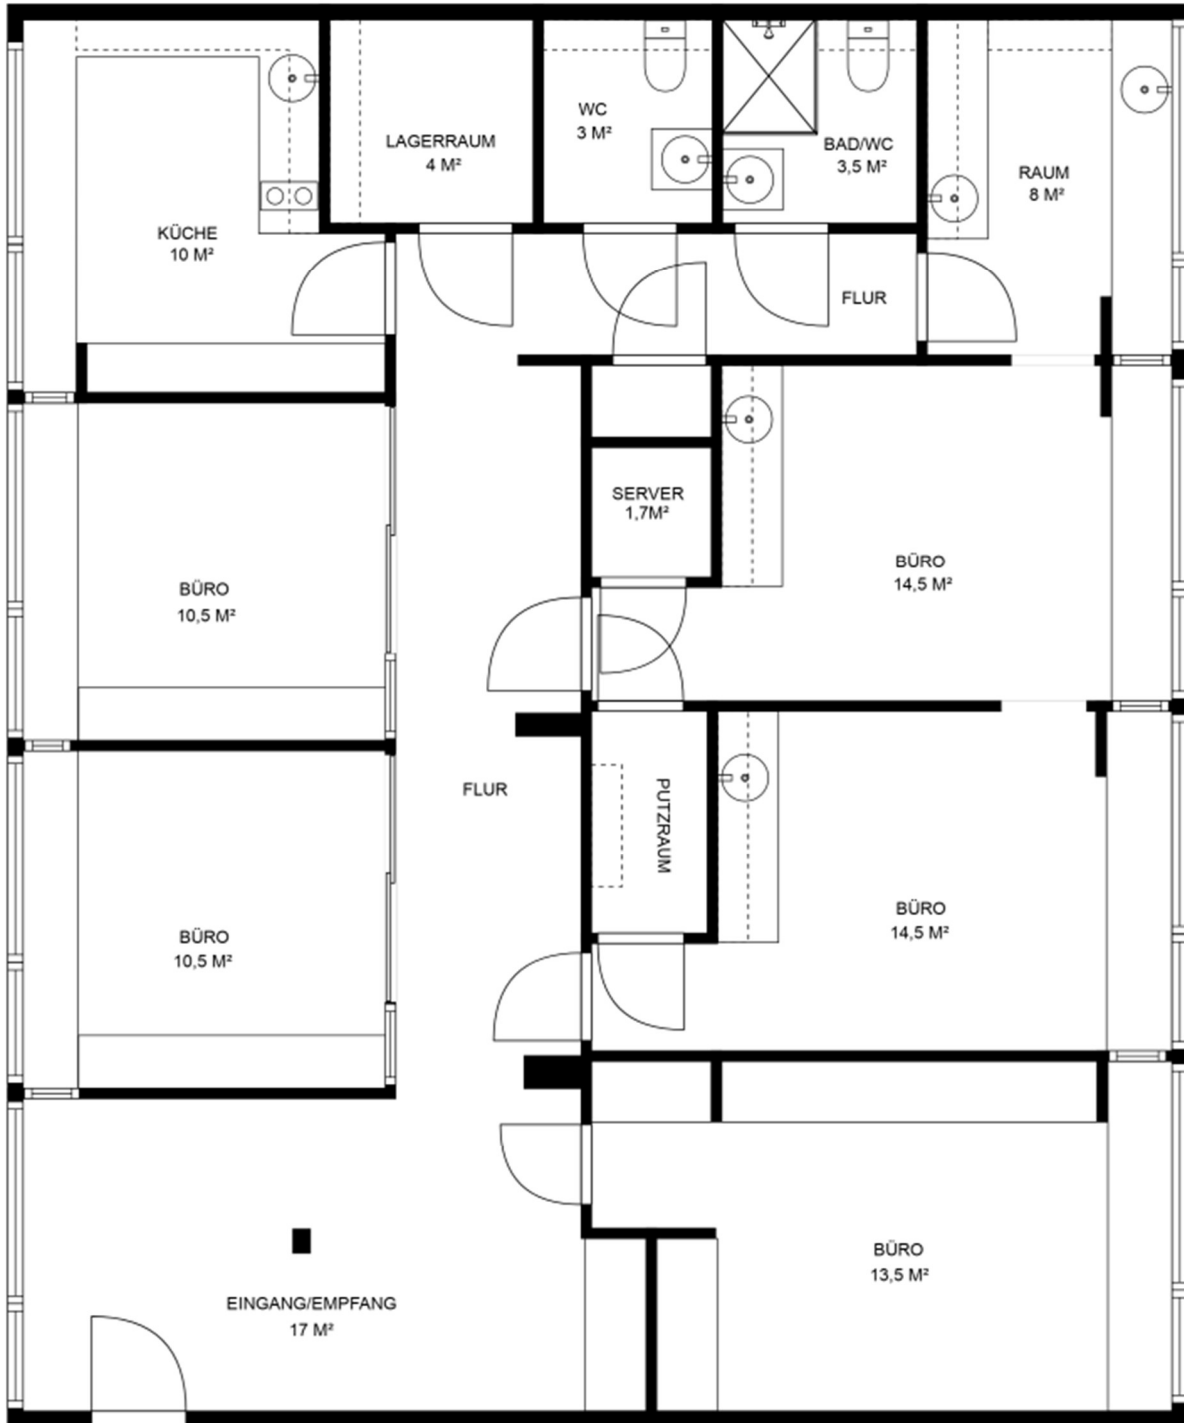 WC
3 M²
LAGERRAUM
4 M²
BAD/WC
3,5 M²
RAUM
8 M²
KÜCHE
10 M²
FLUR
SERVER
1,7M²
BÜRO
14,5 M²
BÜRO
10,5 M²
FLUR
PUTZRAUM
BÜRO
14,5 M²
BÜRO
10,5 M²
BÜRO
13,5 M²
EINGANG/EMPFANG
17 M²